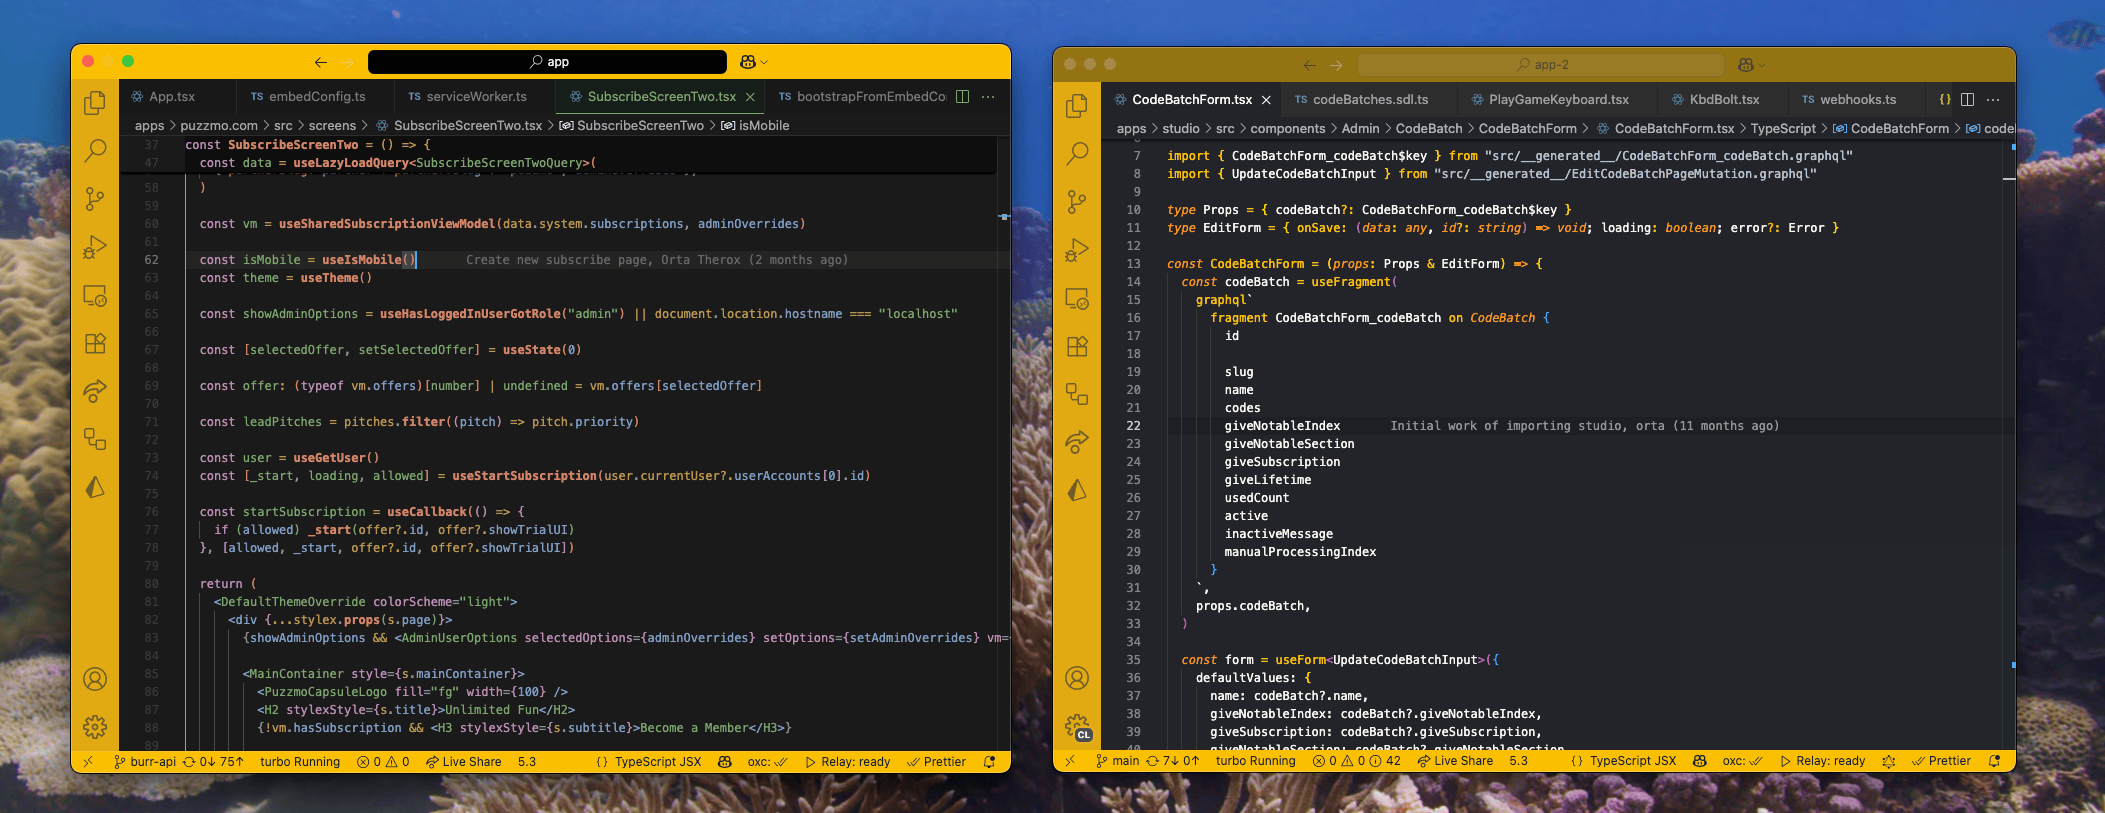 app
App.tsx
TS embedConfig.ts
TS serviceWorker.ts
SubscribeScreenTwo.tsx
TS bootstrapFromEmbedCo
apps > puzzmo.com > src > screens > SubscribeScreenTwo.tsx > SubscribeScreenTwo > isMobile
37 const SubscribeScreenTwo = () => {
47 const data = useLazyLoadQuery<SubscribeScreenTwoQuery>(
58 )
59
60 const vm = useSharedSubscriptionViewModel(data.system.subscriptions, adminOverrides)
61
62 const isMobile = useIsMobile() Create new subscribe page, Orta Therox (2 months ago)
63 const theme = useTheme()
64
65 const showAdminOptions = useHasLoggedInUserGotRole("admin") || document.location.hostname === "localhost"
66
67 const [selectedOffer, setSelectedOffer] = useState(0)
68
69 const offer: (typeof vm.offers)[number] | undefined = vm.offers[selectedOffer]
70
71 const leadPitches = pitches.filter((pitch) => pitch.priority)
72
73 const user = useGetUser()
74 const [_start, loading, allowed] = useStartSubscription(user.currentUser?.userAccounts[0].id)
75
76 const startSubscription = useCallback(() => {
77 if (allowed) _start(offer?.id, offer?.showTrialUI)
78 }, [allowed, _start, offer?.id, offer?.showTrialUI])
79
80 return (
81 <DefaultThemeOverride colorScheme="light">
82 <div {...stylex.props(s.page)}>
83 {showAdminOptions && <AdminUserOptions selectedOptions={adminOverrides} setOptions={setAdminOverrides} vm=
84
85 <MainContainer style={s.mainContainer}>
86 <PuzzmoCapsuleLogo fill="fg" width={100} />
87 <H2 stylexStyle={s.title}>Unlimited Fun</H2>
88 {!vm.hasSubscription && <H3 stylexStyle={s.subtitle}>Become a Member</H3>}
89
burr-api 0↓ 75↑ turbo Running 0 0 Live Share 5.3 {} TypeScript JSX oxc: Relay: ready Prettier
app-2
CodeBatchForm.tsx
TS codeBatches.sdl.ts
PlayGameKeyboard.tsx
KbdBolt.tsx
TS webhooks.ts
{}
apps > studio > src > components > Admin > CodeBatch > CodeBatchForm > CodeBatchForm.tsx > TypeScript > CodeBatchForm > code
7 import { CodeBatchForm_codeBatch$key } from "src/__generated__/CodeBatchForm_codeBatch.graphql"
8 import { UpdateCodeBatchInput } from "src/__generated__/EditCodeBatchPageMutation.graphql"
9
10 type Props = { codeBatch?: CodeBatchForm_codeBatch$key }
11 type EditForm = { onSave: (data: any, id?: string) => void; loading: boolean; error?: Error }
12
13 const CodeBatchForm = (props: Props & EditForm) => {
14 const codeBatch = useFragment(
15 graphql`
16 fragment CodeBatchForm_codeBatch on CodeBatch {
17 id
18
19 slug
20 name
21 codes
22 giveNotableIndex Initial work of importing studio, orta (11 months ago)
23 giveNotableSection
24 giveSubscription
25 giveLifetime
26 usedCount
27 active
28 inactiveMessage
29 manualProcessingIndex
30 }
31 `,
32 props.codeBatch,
33 )
34
35 const form = useForm<UpdateCodeBatchInput>({
36 defaultValues: {
37 name: codeBatch?.name,
38 giveNotableIndex: codeBatch?.giveNotableIndex,
39 giveSubscription: codeBatch?.giveSubscription,
40 giveNotableSection: codeBatch?.giveNotableSection
CL
main 7↓ 0↑ turbo Running 0 0 42 Live Share 5.3 {} TypeScript JSX oxc: Relay: ready Prettier